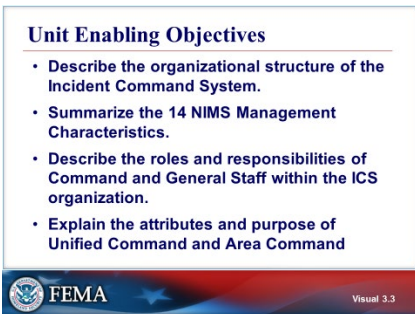 Unit Enabling Objectives
• Describe the organizational structure of the
Incident Command System.
• Summarize the 14 NIMS Management
Characteristics.
• Describe the roles and responsibilities of
Command and General Staff within the ICS
organization.
• Explain the attributes and purpose of
Unified Command and Area Command
FEMA
Visual 3.3